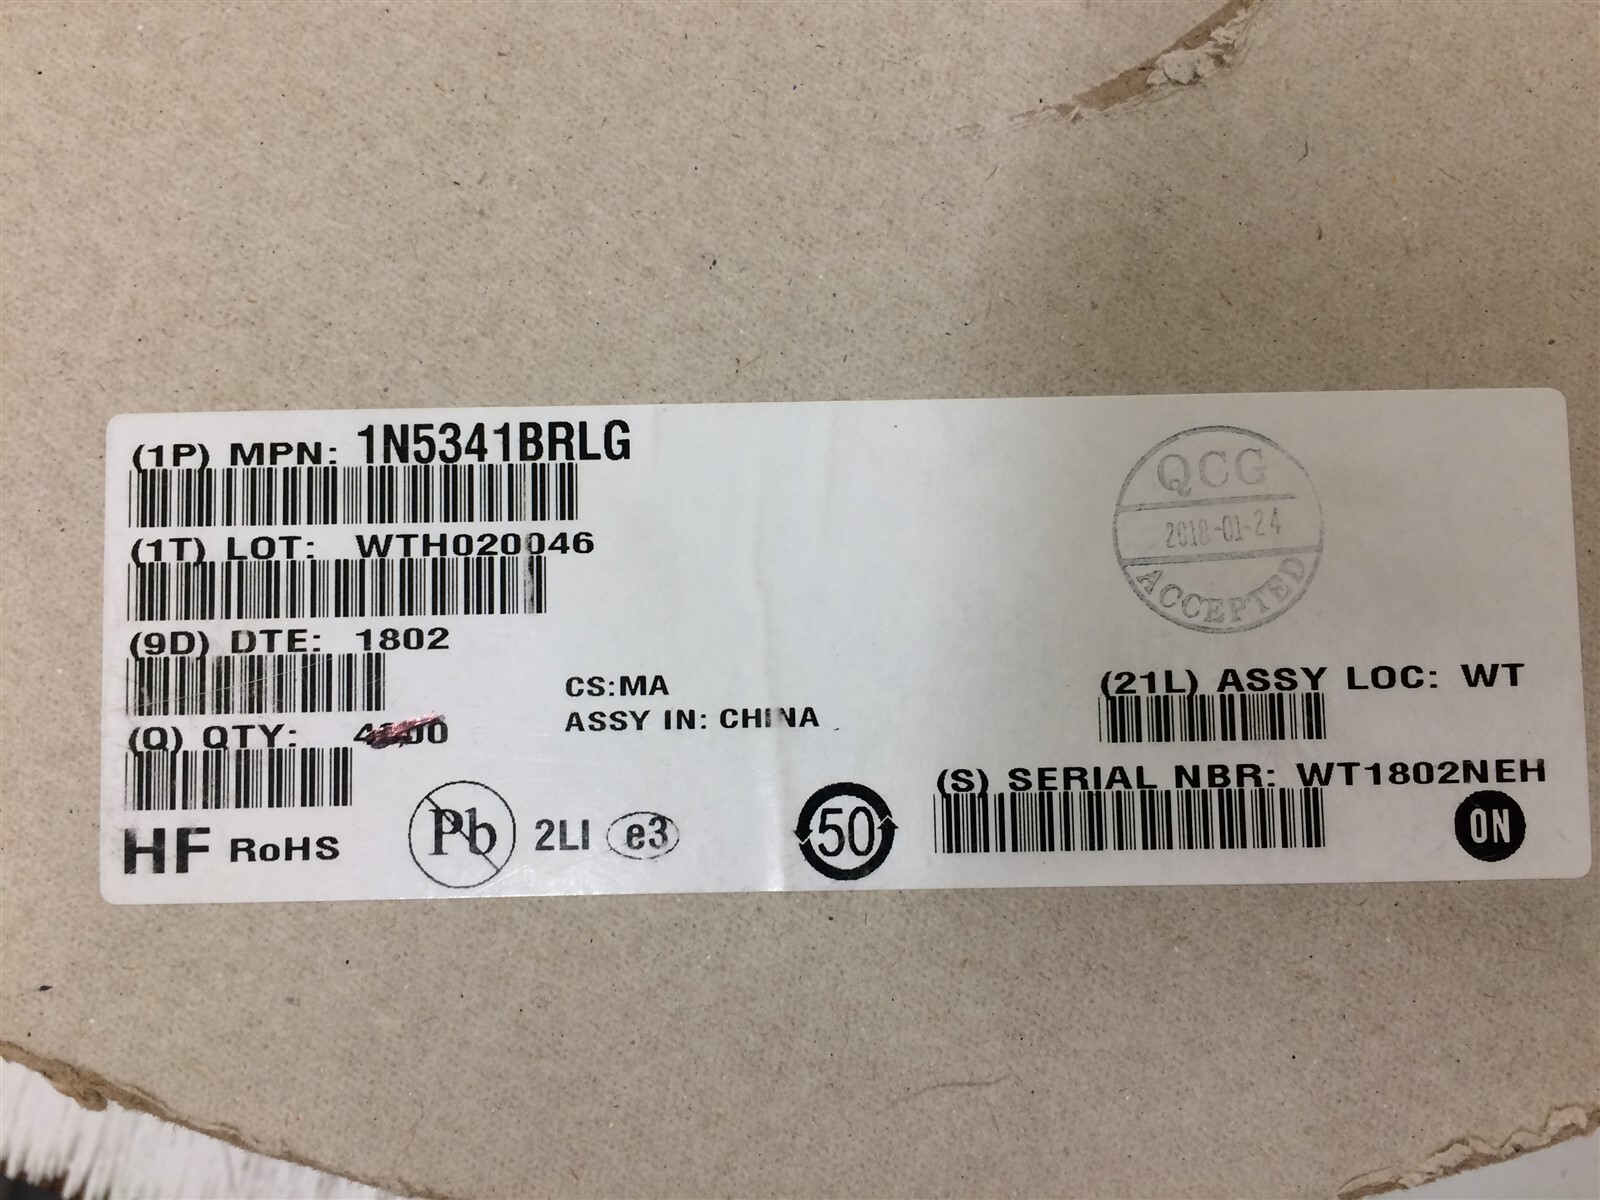 (1P) MPN: 1N5341BRLG
(1T) LOT: WTH020046
(9D) DTE: 1802
(Q) QTY:
HF RoHS
CS:MA
ASSY IN: CHINA
Pb 2LI e3
50
QCG
2018-01-24
ACCEPTED
(21L) ASSY LOC: WT
(S) SERIAL NBR: WT1802NEH
ON